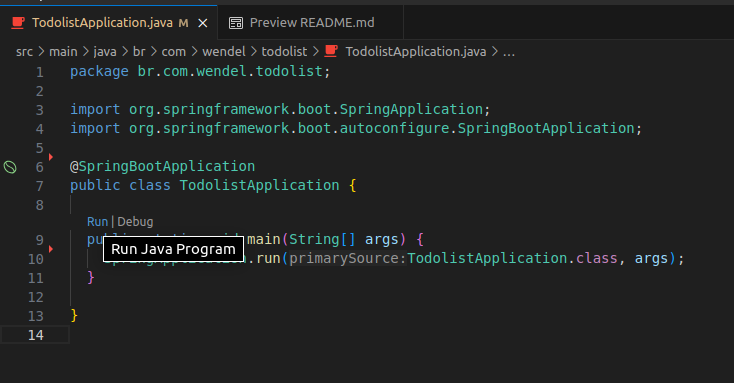 TodolistApplication.java M × Preview README.md
src > main > java > br > com > wendel > todolist > TodolistApplication.java > ...
1 package br.com.wendel.todolist;
2
3 import org.springframework.boot.SpringApplication;
4 import org.springframework.boot.autoconfigure.SpringBootApplication;
5
6 @SpringBootApplication
7 public class TodolistApplication {
8
Run | Debug
9 main(String[] args) {
Run Java Program
10 .run(primarySource:TodolistApplication.class, args);
11 }
12
13 }
14